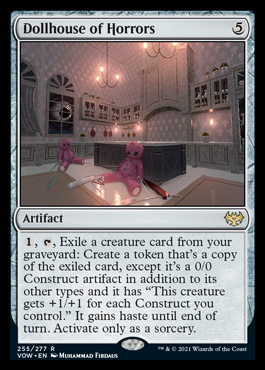 Dollhouse of Horrors 5
Artifact
1, T, Exile a creature card from your
graveyard: Create a token that's a copy
of the exiled card, except it's a 0/0
Construct artifact in addition to its
other types and it has “This creature
gets +1/+1 for each Construct you
control.” It gains haste until end of
turn. Activate only as a sorcery.
255/277 R
VOW • EN Muhammad Firdaus
™ & © 2021 Wizards of the Coast